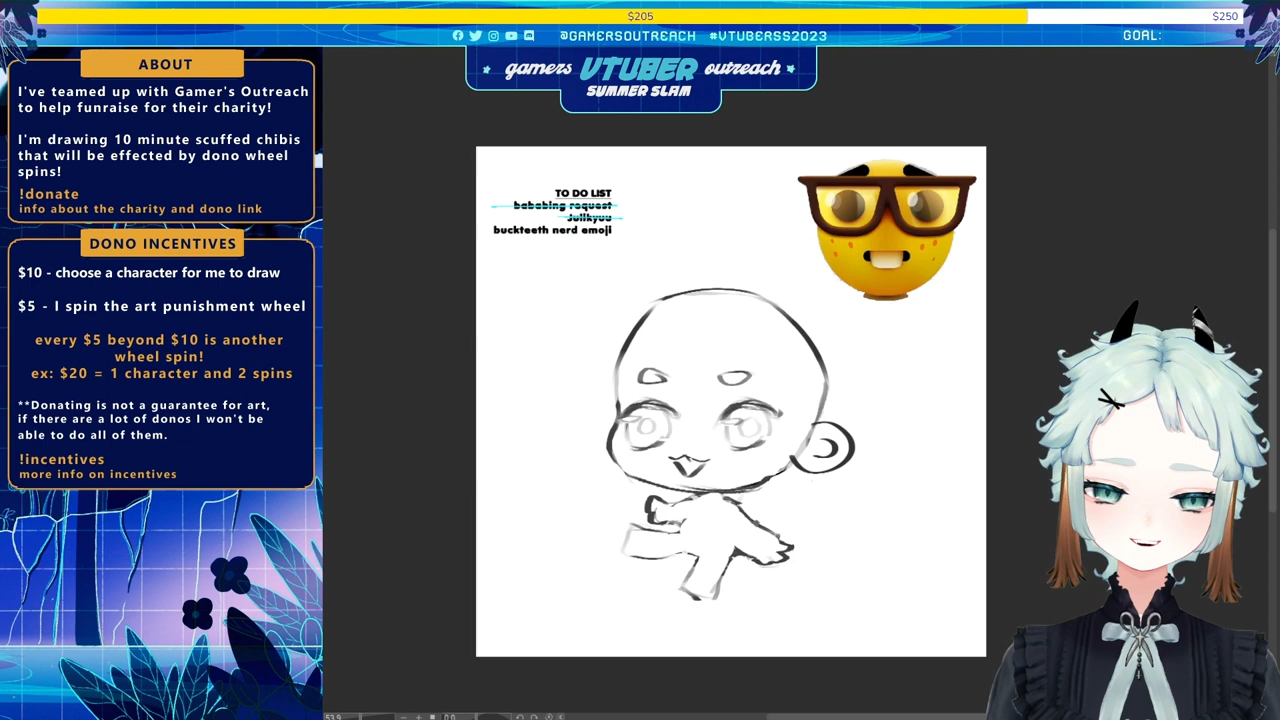 $205
$250
@GAMERSOUTREACH #VTUBERSS2023
GOAL:
gamers VTUBER outreach
SUMMER SLAM
ABOUT
I've teamed up with Gamer's Outreach
to help funraise for their charity!
I'm drawing 10 minute scuffed chibis
that will be effected by dono wheel
spins!
!donate
info about the charity and dono link
DONO INCENTIVES
$10 - choose a character for me to draw
$5 - I spin the art punishment wheel
every $5 beyond $10 is another
wheel spin!
ex: $20 = 1 character and 2 spins
**Donating is not a guarantee for art,
if there are a lot of donos I won't be
able to do all of them.
!incentives
more info on incentives
TO DO LIST
bababing request
buckteeth nerd emoji